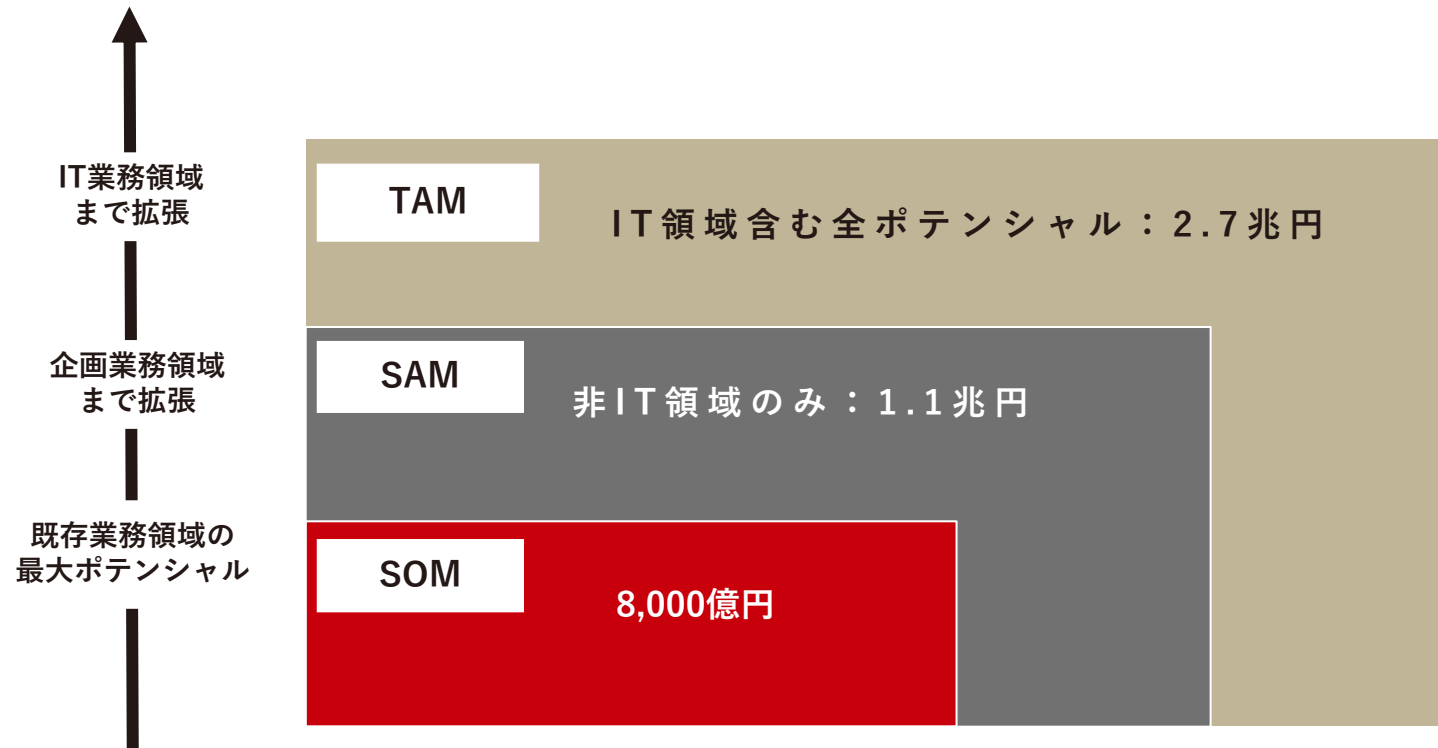 IT業務領域
まで拡張
TAM
IT領域含む全ポテンシャル：2.7兆円
企画業務領域
まで拡張
SAM
非IT領域のみ：1.1兆円
既存業務領域の
最大ポテンシャル
SOM
8,000億円